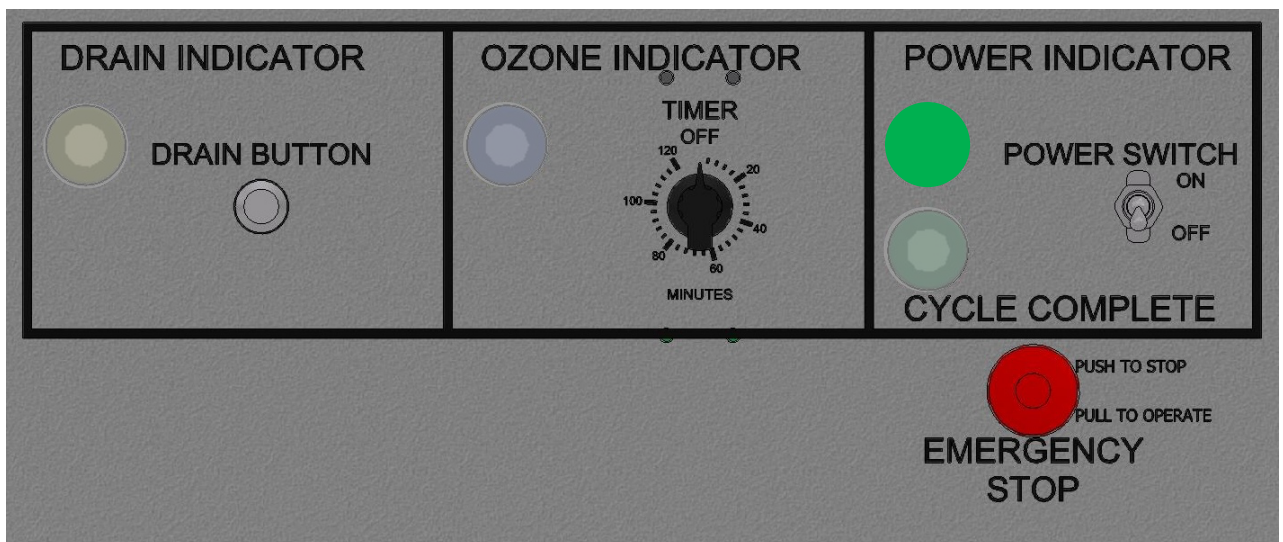 DRAIN INDICATOR
DRAIN BUTTON
OZONE INDICATOR
TIMER
OFF
120
20
100
40
80
60
MINUTES
POWER INDICATOR
POWER SWITCH
ON
OFF
CYCLE COMPLETE
PUSH TO STOP
PULL TO OPERATE
EMERGENCY
STOP